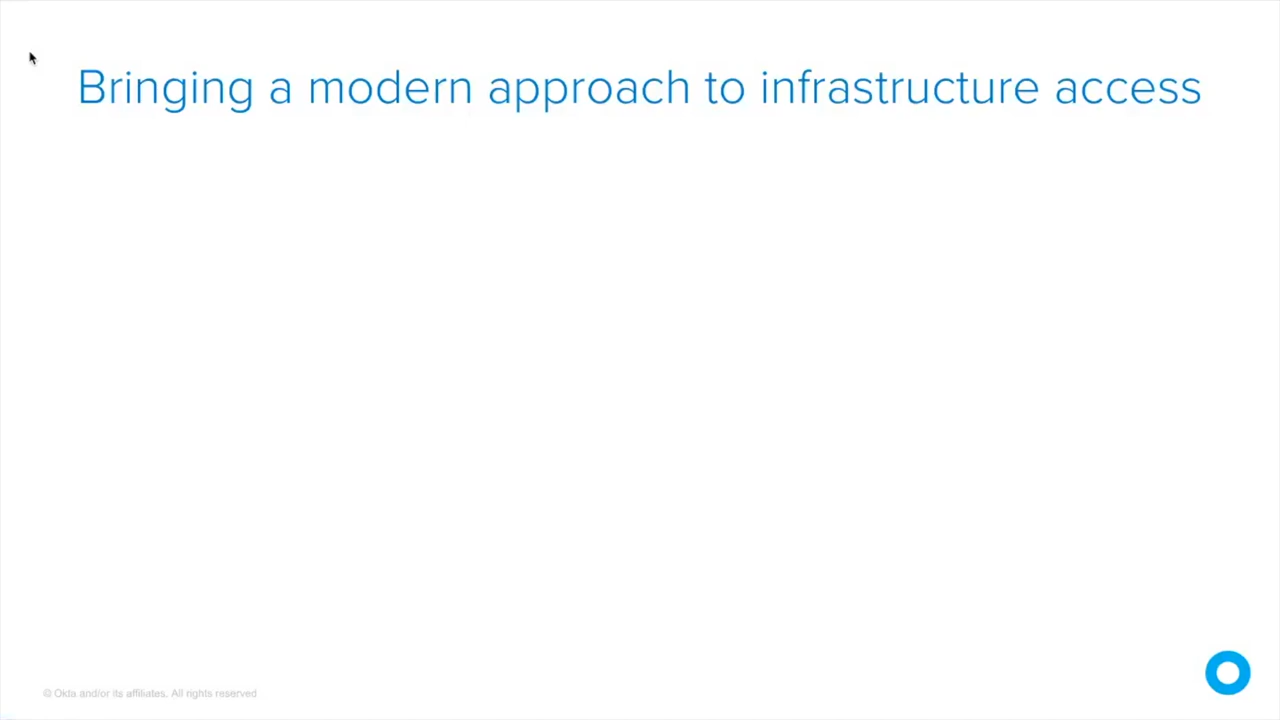 Bringing a modern approach to infrastructure access
© Okta and/or its affiliates. All rights reserved